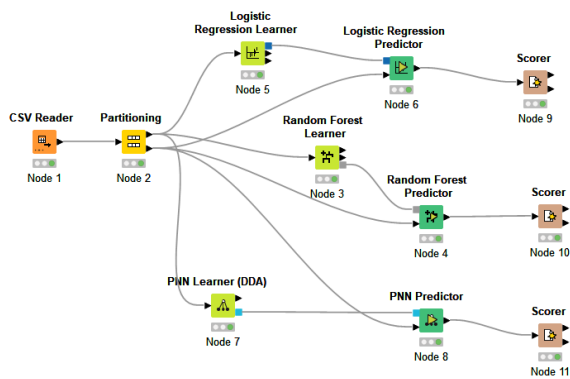 Logistic
Regression Learner
Node 5
Logistic Regression
Predictor
Node 6
Scorer
Node 9
CSV Reader
Node 1
Partitioning
Node 2
Random Forest
Learner
Node 3
Random Forest
Predictor
Node 4
Scorer
Node 10
PNN Learner (DDA)
Node 7
PNN Predictor
Node 8
Scorer
Node 11